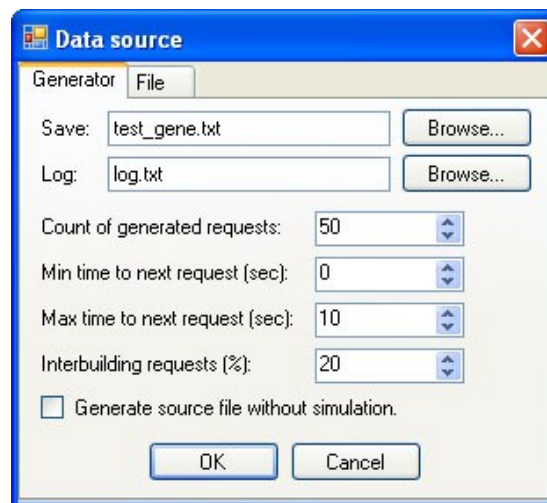 Data source
Generator File
Save: test_gene.txt Browse...
Log: log.txt Browse...
Count of generated requests: 50
Min time to next request (sec): 0
Max time to next request (sec): 10
Interbuilding requests (%): 20
Generate source file without simulation.
OK Cancel